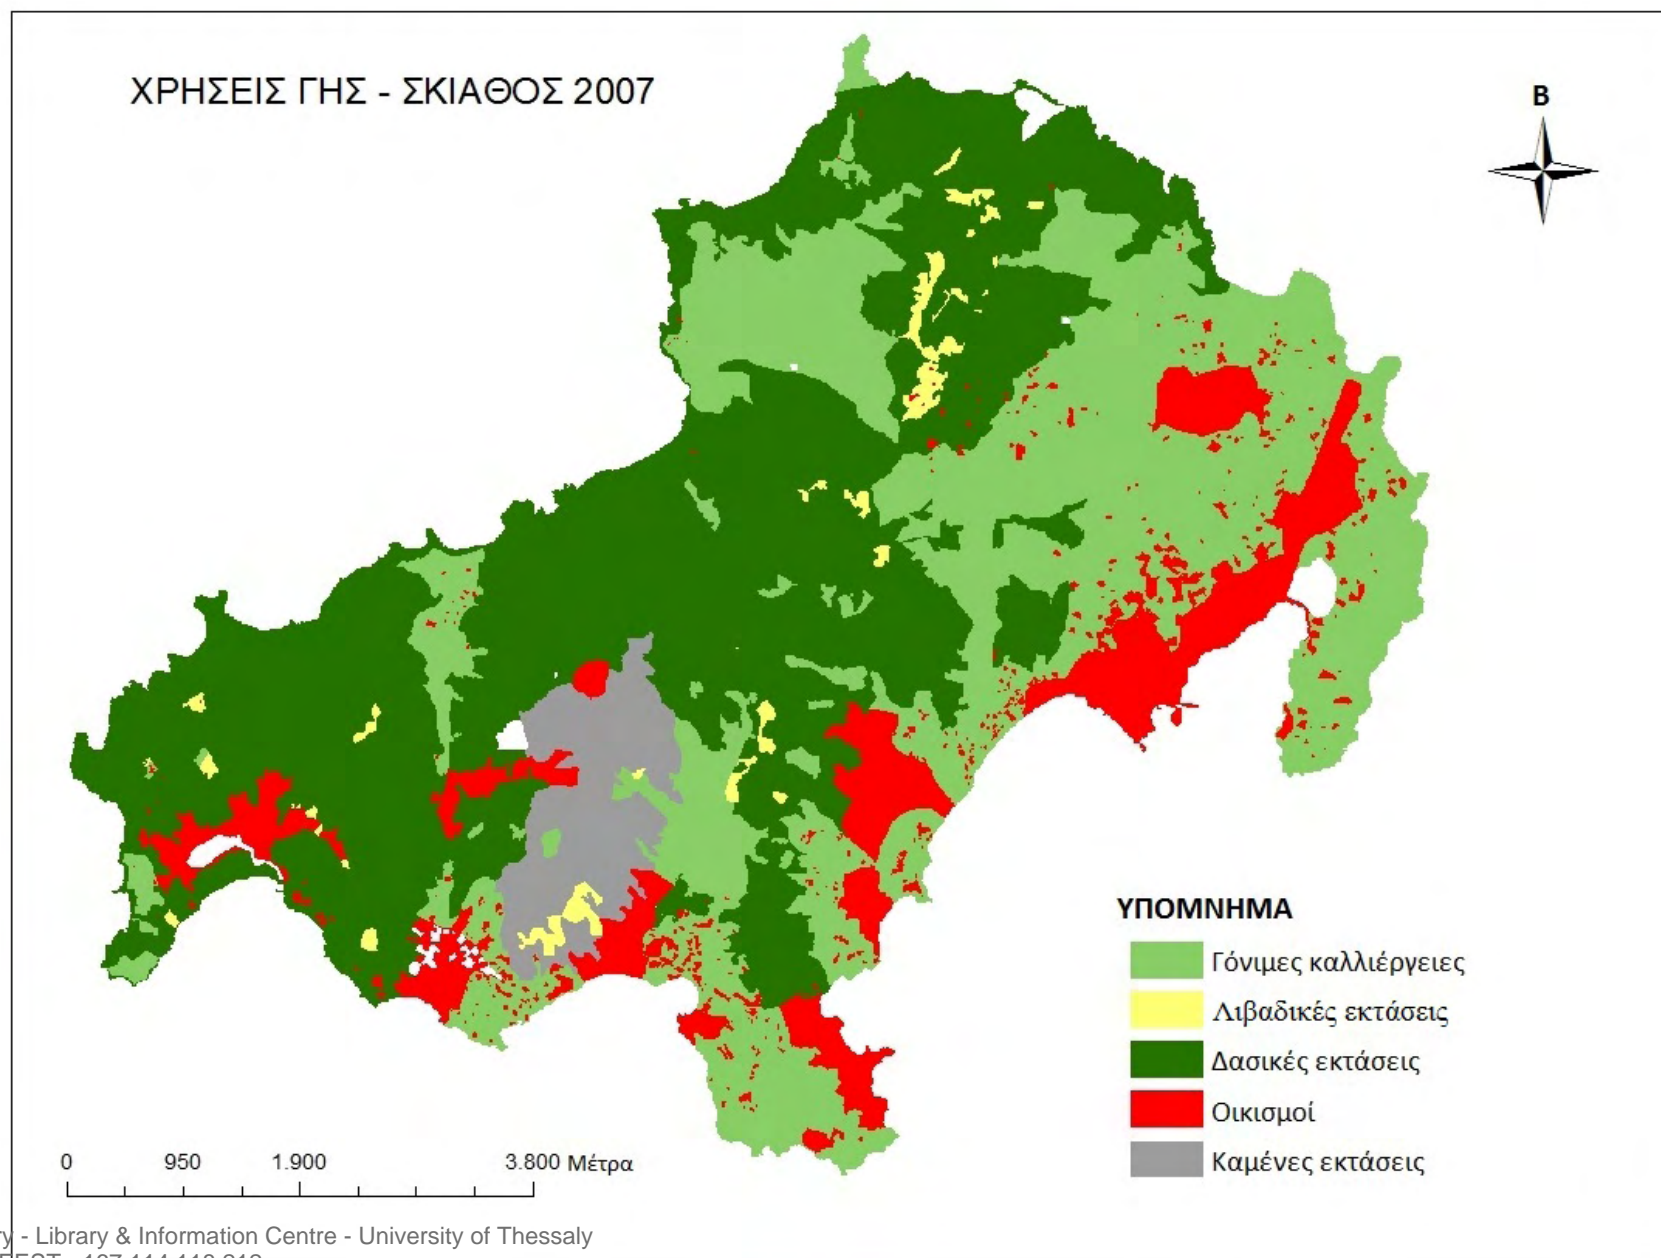 ΧΡΗΣΕΙΣ ΓΗΣ - ΣΚΙΑΘΟΣ 2007
Β
ΥΠΟΜΝΗΜΑ
Γόνιμες καλλιέργειες
Λιβαδικές εκτάσεις
Δασικές εκτάσεις
Οικισμοί
Καμένες εκτάσεις
0 950 1.900 3.800 Μέτρα
- Library & Information Centre - University of Thessaly